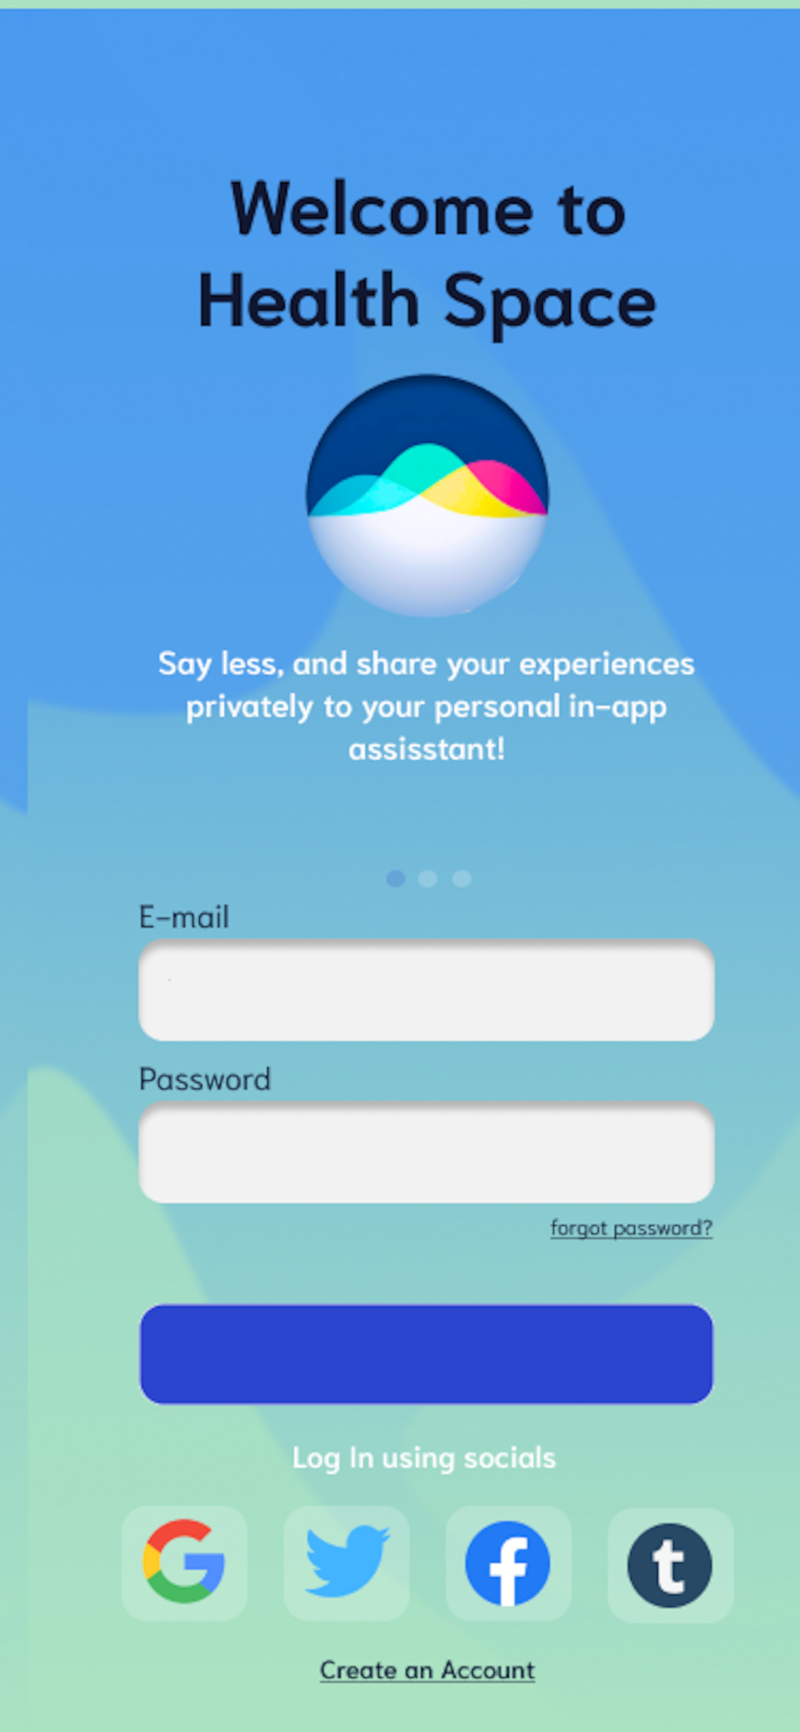 Welcome to
Health Space
Say less, and share your experiences
privately to your personal in-app
assisstant!
E-mail
Password
forgot password?
Log In using socials
Create an Account